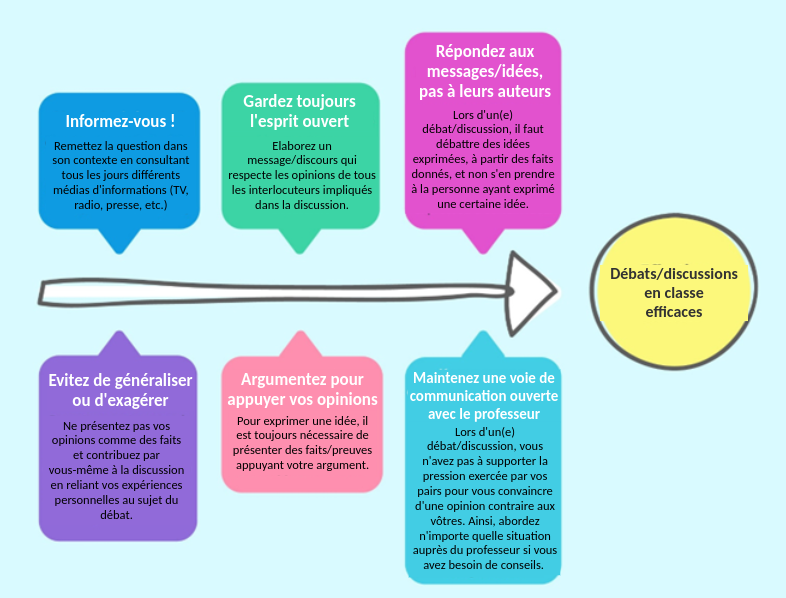 Informez-vous !
Remettez la question dans
son contexte en consultant
tous les jours différents
médias d'informations (TV,
radio, presse, etc.)
Gardez toujours
l'esprit ouvert
Elaborez un
message/discours qui
respecte les opinions de tous
les interlocuteurs impliqués
dans la discussion.
Répondez aux
messages/idées,
pas à leurs auteurs
Lors d'un(e)
débat/discussion, il faut
débattre des idées
exprimées, à partir des faits
donnés, et non s'en prendre
à la personne ayant exprimé
une certaine idée.
Débats/discussions
en classe
efficaces
Evitez de généraliser
ou d'exagérer
Ne présentez pas vos
opinions comme des faits
et contribuez par
vous-même à la discussion
en reliant vos expériences
personnelles au sujet du
débat.
Argumentez pour
appuyer vos opinions
Pour exprimer une idée, il
est toujours nécessaire de
présenter des faits/preuves
appuyant votre argument.
Maintenez une voie de
communication ouverte
avec le professeur
Lors d'un(e)
débat/discussion, vous
n'avez pas à supporter la
pression exercée par vos
pairs pour vous convaincre
d'une opinion contraire aux
vôtres. Ainsi, abordez
n'importe quelle situation
auprès du professeur si vous
avez besoin de conseils.